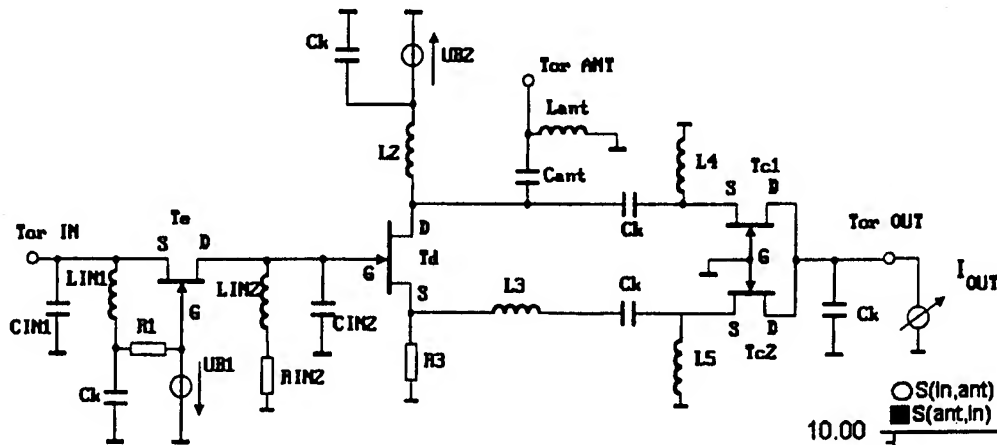 Ck
UB2
Tor ANT
Lant
L2
L4
Tc1
Cant
S
D
Te
D
Ck
Tor OUT
Tor IN
S
D
G
Td
G
LIN1
LIN2
S
L3
Ck
I_OUT
G
CIN1
CIN2
S
D
Ck
R1
R3
L5
Tc2
Ck
UB1
RIN2
S(in,ant)
S(ant,in)
10.00